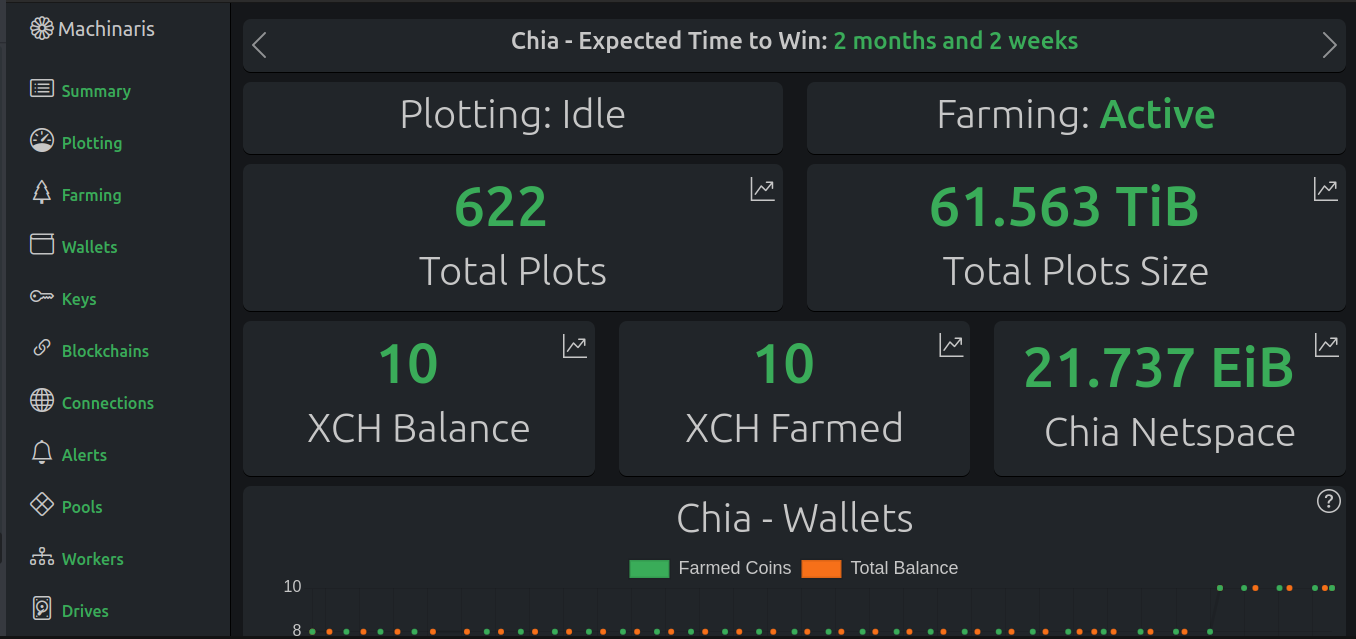 Machinaris
Summary
Plotting
Farming
Wallets
Keys
Blockchains
Connections
Alerts
Pools
Workers
Drives
Chia - Expected Time to Win: 2 months and 2 weeks
Plotting: Idle
Farming: Active
622
Total Plots
61.563 TiB
Total Plots Size
10
XCH Balance
10
XCH Farmed
21.737 EiB
Chia Netspace
Chia - Wallets
?
Farmed Coins Total Balance
10
8